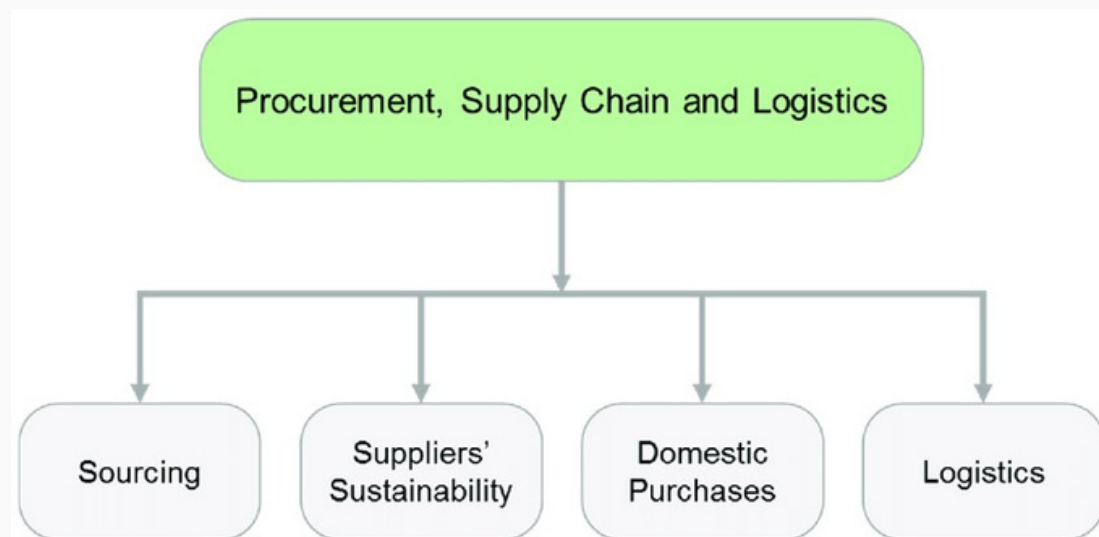 Procurement, Supply Chain and Logistics
Sourcing
Suppliers’
Sustainability
Domestic
Purchases
Logistics